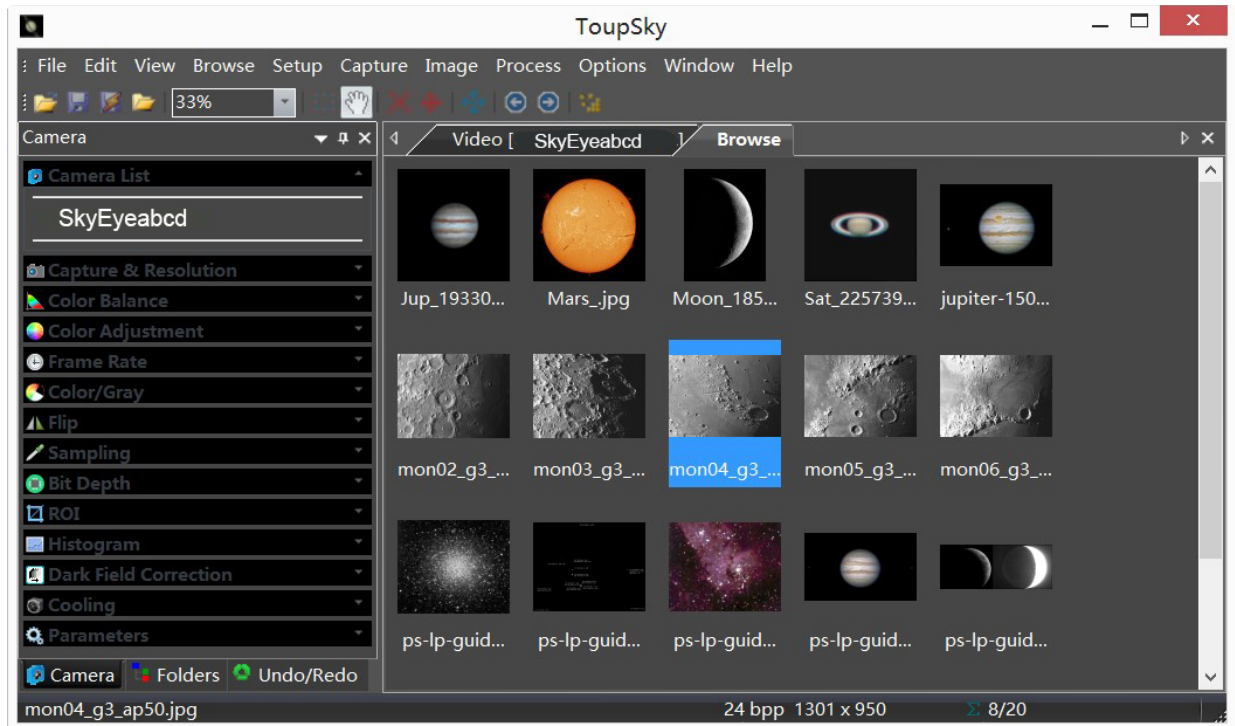 ToupSky
File Edit View Browse Setup Capture Image Process Options Window Help
33%
Camera
Video [ SkyEyeabcd ]
Browse
Camera List
SkyEyeabcd
Capture & Resolution
Color Balance
Color Adjustment
Frame Rate
Color/Gray
Flip
Sampling
Bit Depth
ROI
Histogram
Dark Field Correction
Cooling
Parameters
Camera Folders Undo/Redo
Jup_19330... Mars_.jpg Moon_185... Sat_225739... jupiter-150...
mon02_g3_... mon03_g3_... mon04_g3_... mon05_g3_... mon06_g3_...
ps-lp-guid... ps-lp-guid... ps-lp-guid... ps-lp-guid... ps-lp-guid...
mon04_g3_ap50.jpg 24 bpp 1301 x 950 Σ 8/20